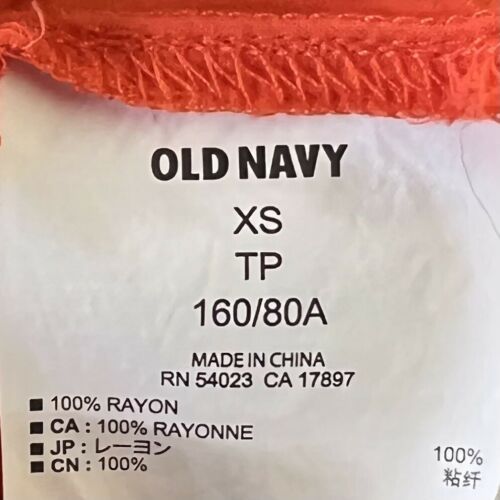 OLD NAVY
XS
TP
160/80A
MADE IN CHINA
RN 54023 CA 17897
■ 100% RAYON
■ CA : 100% RAYONNE
■ JP : レーヨン
■ CN : 100%
100%
粘纤